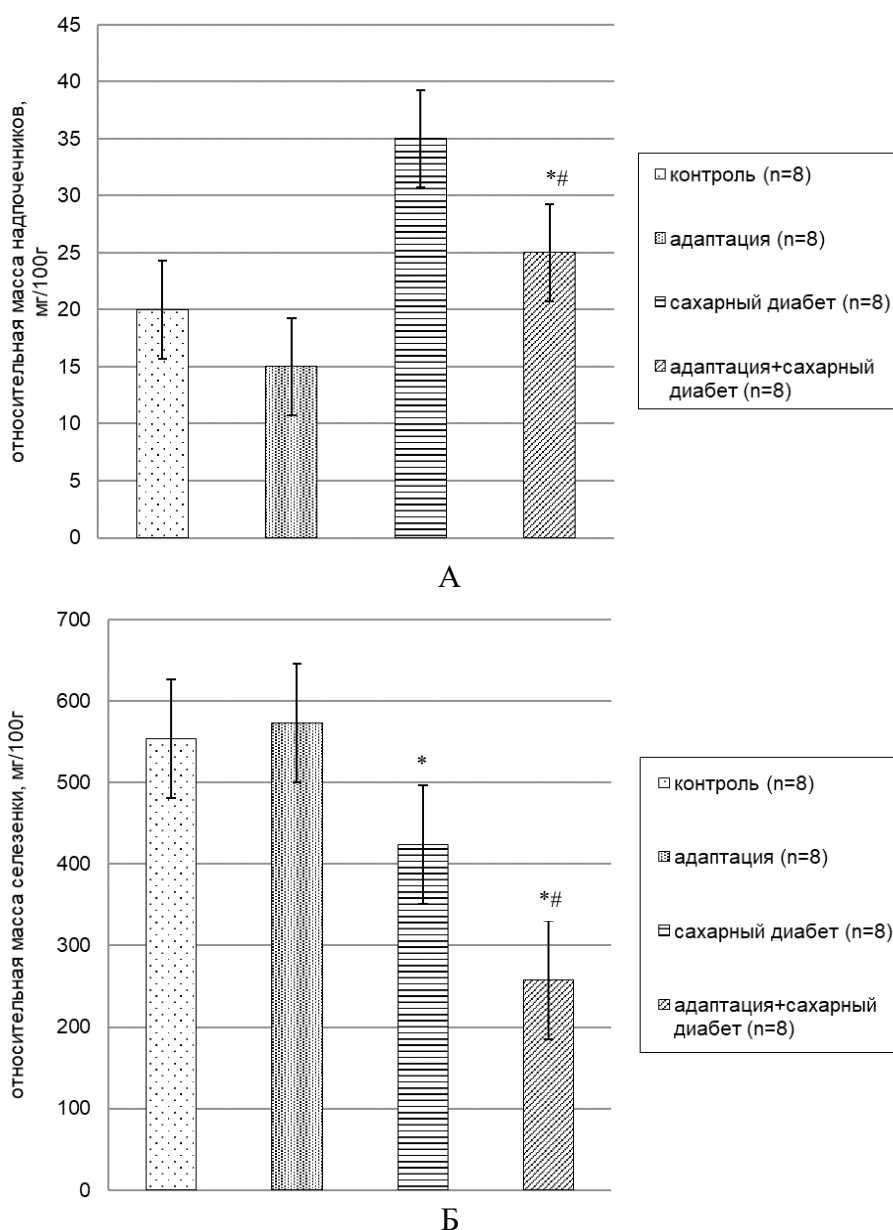 45
40
35
30
25
20
15
10
5
0
относительная масса надпочечников,
мг/100г
*#
контроль (n=8)
адаптация (n=8)
сахарный диабет (n=8)
адаптация+сахарный
диабет (n=8)
А
700
600
500
400
300
200
100
0
относительная масса селезенки, мг/100г
*
*#
контроль (n=8)
адаптация (n=8)
сахарный диабет (n=8)
адаптация+сахарный
диабет (n=8)
Б